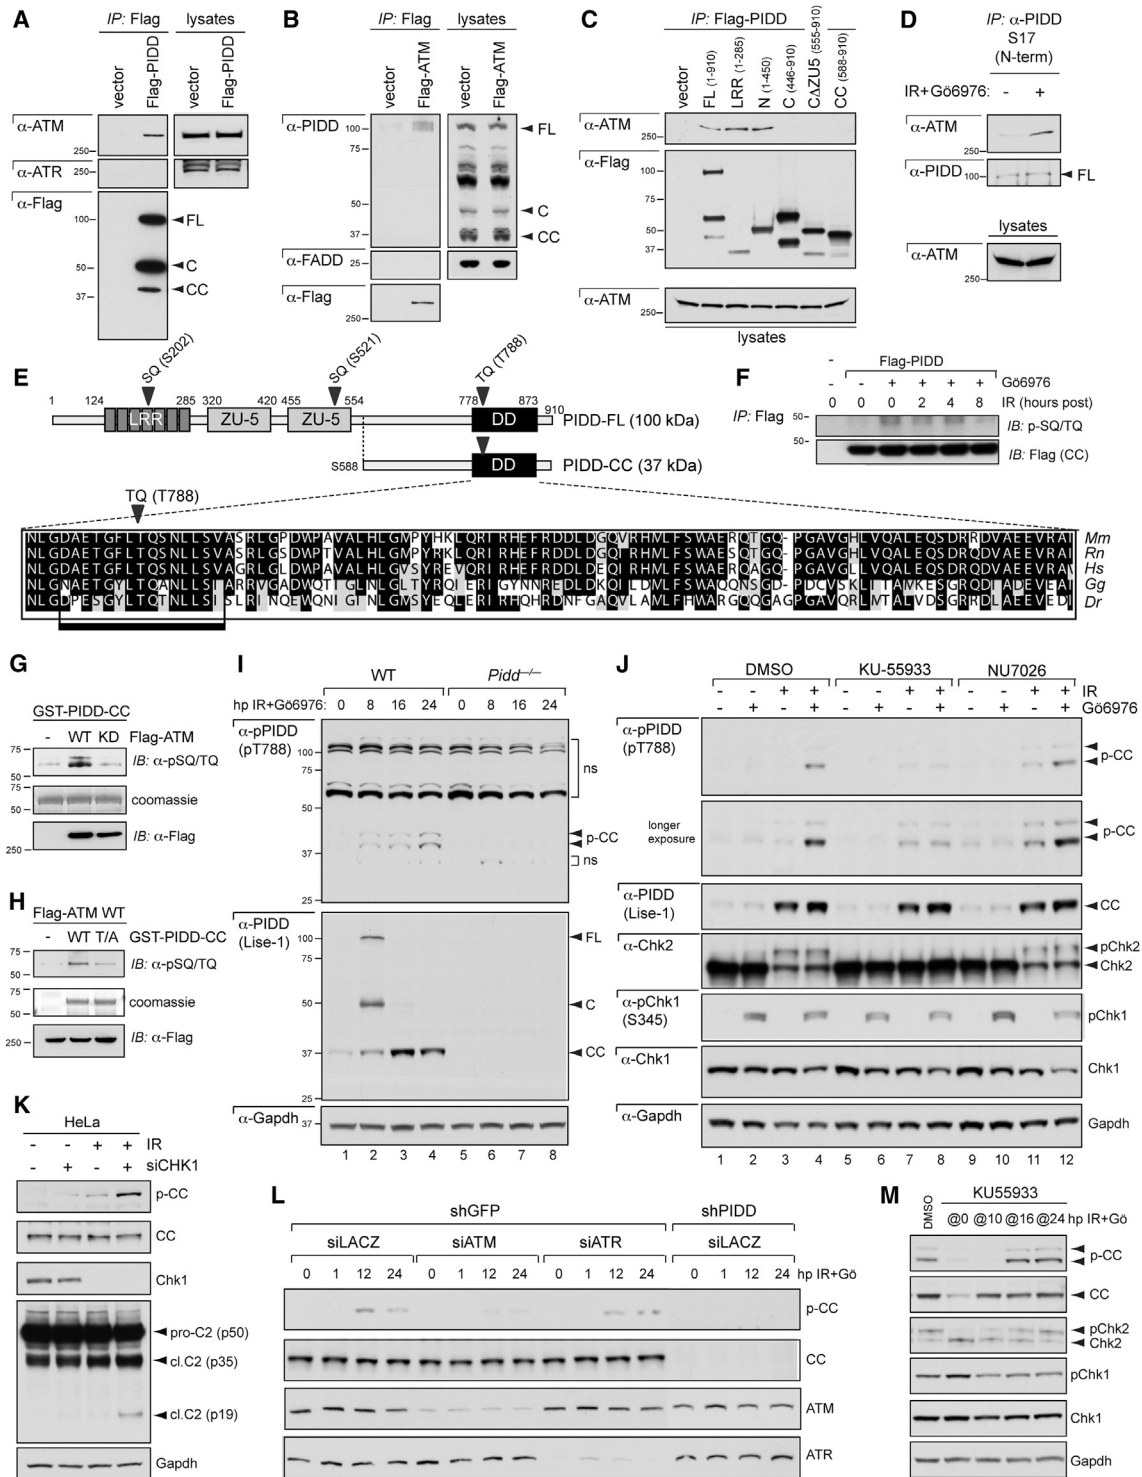 A
IP: Flag
lysates
vector
Flag-PIDD
vector
Flag-PIDD
α-ATM
250
α-ATR
250
α-Flag
100
FL
50
C
37
CC
B
IP: Flag
lysates
vector
Flag-ATM
vector
Flag-ATM
α-PIDD
100
FL
75
50
C
37
CC
α-FADD
25
α-Flag
250
C
IP: Flag-PIDD
vector
FL (1-910)
LRR (1-285)
N (1-450)
C (446-910)
CΔZU5 (555-910)
CC (588-910)
α-ATM
250
α-Flag
100
75
50
37
α-ATM
lysates
D
IP: α-PIDD
S17
(N-term)
IR+Gö6976: - +
α-ATM
250
α-PIDD
100
FL
lysates
α-ATM
250
E
SQ (S202)
SQ (S521)
TQ (T788)
1 124 285 320 420 455 554 778 873 910
LRR ZU-5 ZU-5 DD PIDD-FL (100 kDa)
S588 DD PIDD-CC (37 kDa)
TQ (T788)
Mm
Rn
Hs
Gg
Dr
F
Flag-PIDD
- - + + + + Gö6976
0 0 0 2 4 8 IR (hours post)
IP: Flag
50
IB: p-SQ/TQ
50
IB: Flag (CC)
G
GST-PIDD-CC
- WT KD Flag-ATM
75
50
IB: α-pSQ/TQ
75
50
coomassie
250
IB: α-Flag
H
Flag-ATM WT
- WT T/A GST-PIDD-CC
75
50
IB: α-pSQ/TQ
75
50
coomassie
250
IB: α-Flag
I
WT Pidd–/–
hp IR+Gö6976: 0 8 16 24 0 8 16 24
α-pPIDD
(pT788)
100
75
ns
50
p-CC
37
ns
25
α-PIDD
(Lise-1)
100
FL
75
50
C
37
CC
25
α-Gapdh
37
1 2 3 4 5 6 7 8
J
DMSO KU-55933 NU7026
- - + + - - + + - - + + IR
- + - + - + - + - + - + Gö6976
α-pPIDD
(pT788)
p-CC
longer
exposure
p-CC
α-PIDD
(Lise-1)
CC
α-Chk2
pChk2
Chk2
α-pChk1
(S345)
pChk1
α-Chk1
Chk1
α-Gapdh
Gapdh
1 2 3 4 5 6 7 8 9 10 11 12
K
HeLa
- - + + IR
- + - + siCHK1
p-CC
CC
Chk1
pro-C2 (p50)
cl.C2 (p35)
cl.C2 (p19)
Gapdh
L
shGFP shPIDD
siLACZ siATM siATR siLACZ
0 1 12 24 0 1 12 24 0 1 12 24 0 1 12 24 hp IR+Gö
p-CC
CC
ATM
ATR
M
DMSO
KU55933
@0 @10 @16 @24 hp IR+Gö
p-CC
CC
pChk2
Chk2
pChk1
Chk1
Gapdh